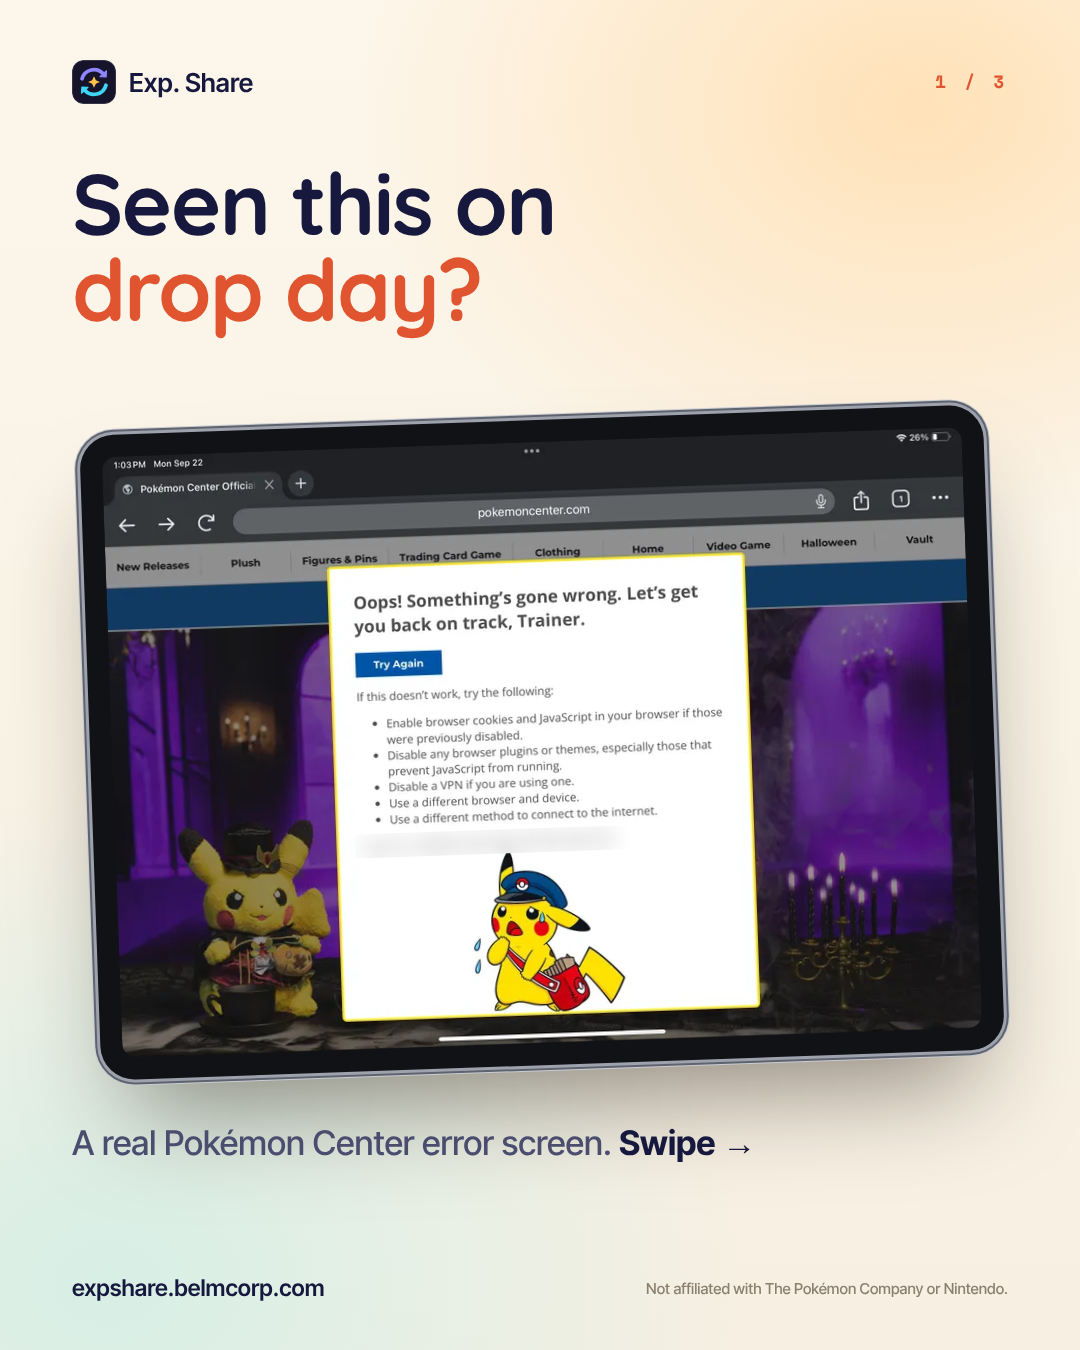 Exp. Share
1 / 3
Seen this on
drop day?
1:03 PM Mon Sep 22
26%
Pokémon Center Officia
pokemoncenter.com
1
New Releases
Plush
Figures & Pins
Trading Card Game
Clothing
Home
Video Game
Halloween
Vault
Oops! Something’s gone wrong. Let’s get
you back on track, Trainer.
Try Again
If this doesn’t work, try the following:
• Enable browser cookies and JavaScript in your browser if those
were previously disabled.
• Disable any browser plugins or themes, especially those that
prevent JavaScript from running.
• Disable a VPN if you are using one.
• Use a different browser and device.
• Use a different method to connect to the internet.
A real Pokémon Center error screen. Swipe →
expshare.belmcorp.com
Not affiliated with The Pokémon Company or Nintendo.